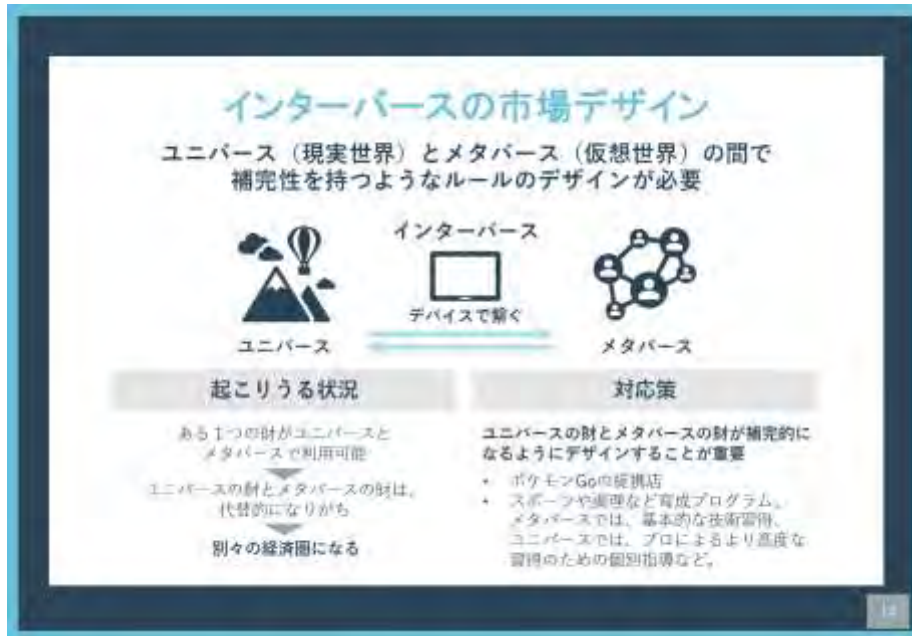 インターバースの市場デザイン
ユニバース（現実世界）とメタバース（仮想世界）の間で
補完性を持つようなルールのデザインが必要
インターバース
デバイスで繋ぐ
ユニバース
メタバース
起こりうる状況
ある1つの財がユニバースと
メタバースで利用可能
ユニバースの財とメタバースの財は、
代替的になりがち
別々の経済圏になる
対応策
ユニバースの財とメタバースの財が補完的に
なるようにデザインすることが重要
• ポケモンGoの提携店
• スポーツや料理など育成プログラム。
メタバースでは、基本的な技術習得、
ユニバースでは、プロによるより高度な
習得のための個別指導など。